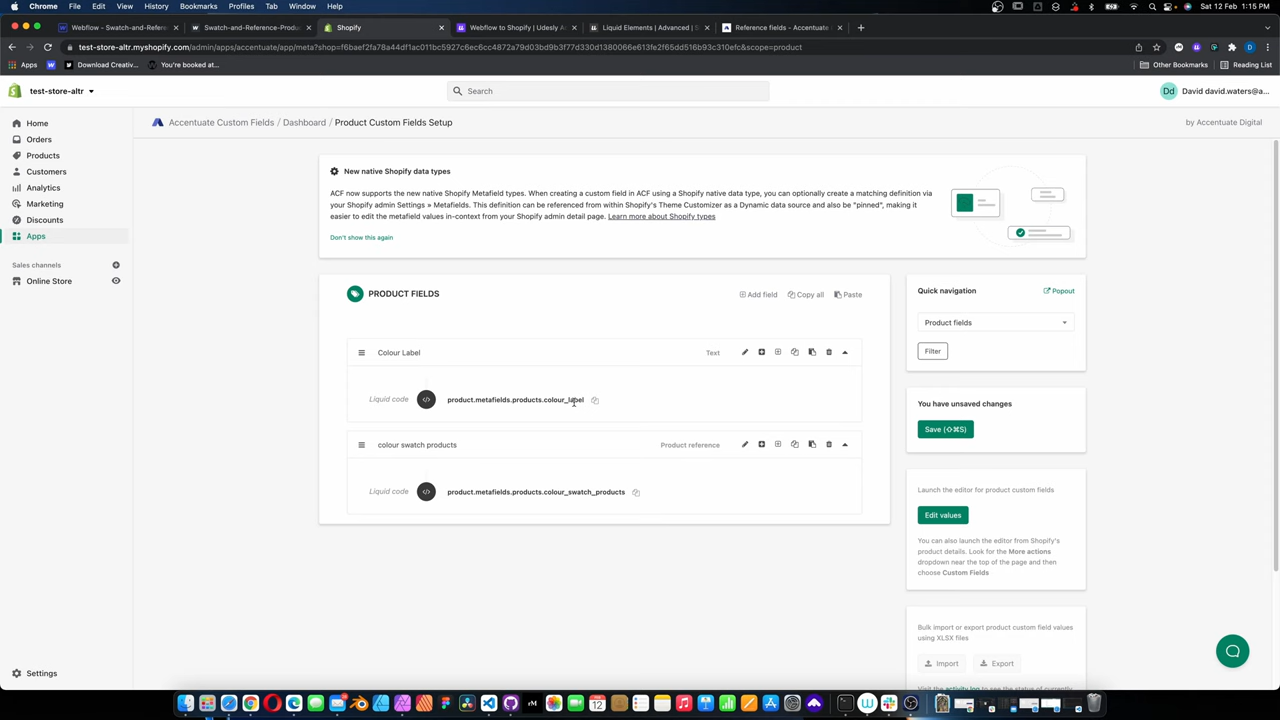 Chrome File Edit View History Bookmarks Profiles Tab Window Help Sat 12 Feb 1:15 PM
Webflow - Swatch-and-Refere Swatch-and-Reference-Produc Shopify Webflow to Shopify | Udesly A Liquid Elements | Advanced | S Reference fields – Accentuate
test-store-altr.myshopify.com/admin/apps/accentuate/app/meta?shop=f6baef2fa78a44df1ac011bc5927c6ec6cc4872a79d03bd9b3f77d330d1380066e613fe2f65dd516b93c310efc&scope=product
Apps Download Creativ... You're booked at... Other Bookmarks Reading List
test-store-altr Search Dd David david.waters@a...
Home
Orders
Products
Customers
Analytics
Marketing
Discounts
Apps
Sales channels
Online Store
Settings
Accentuate Custom Fields / Dashboard / Product Custom Fields Setup by Accentuate Digital
New native Shopify data types
ACF now supports the new native Shopify Metafield types. When creating a custom field in ACF using a Shopify native data type, you can optionally create a matching definition via
your Shopify admin Settings » Metafields. This definition can be referenced from within Shopify's Theme Customizer as a Dynamic data source and also be "pinned", making it
easier to edit the metafield values in-context from your Shopify admin detail page. Learn more about Shopify types
Don't show this again
PRODUCT FIELDS Add field Copy all Paste
Colour Label Text
Liquid code </> product.metafields.products.colour_label
colour swatch products Product reference
Liquid code </> product.metafields.products.colour_swatch_products
Quick navigation Popout
Product fields
Filter
You have unsaved changes
Save (⇧⌘S)
Launch the editor for product custom fields
Edit values
You can also launch the editor from Shopify's
product details. Look for the More actions
dropdown near the top of the page and then
choose Custom Fields
Bulk import or export product custom field values
using XLSX files
Import Export
Visit the activity log to see the status of currently